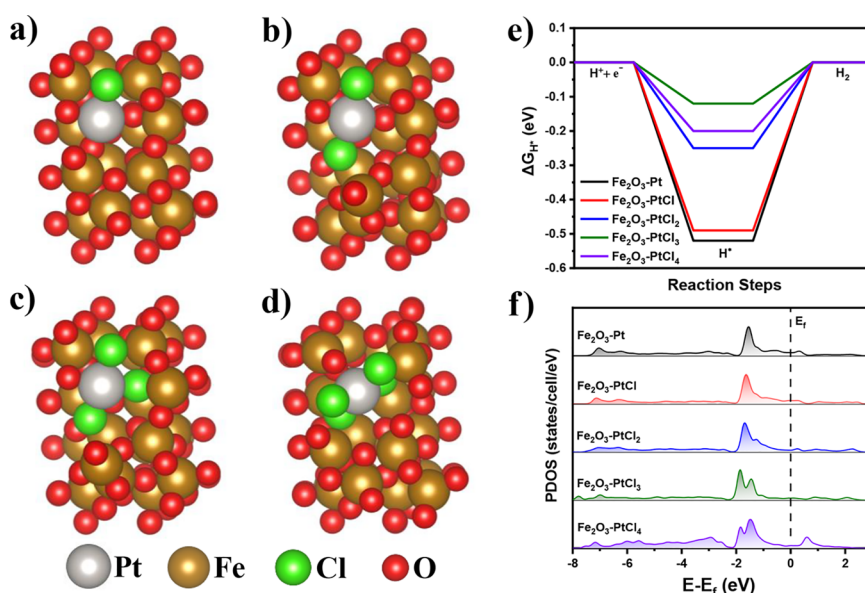 a)
b)
c)
d)
Pt Fe Cl O
e)
ΔG_H* (eV)
0.1
0.0
-0.1
-0.2
-0.3
-0.4
-0.5
-0.6
H⁺+ e⁻
H₂
H*
Fe₂O₃-Pt
Fe₂O₃-PtCl
Fe₂O₃-PtCl₂
Fe₂O₃-PtCl₃
Fe₂O₃-PtCl₄
Reaction Steps
f)
PDOS (states/cell/eV)
E_f
Fe₂O₃-Pt
Fe₂O₃-PtCl
Fe₂O₃-PtCl₂
Fe₂O₃-PtCl₃
Fe₂O₃-PtCl₄
-8 -6 -4 -2 0 2
E-E_f (eV)